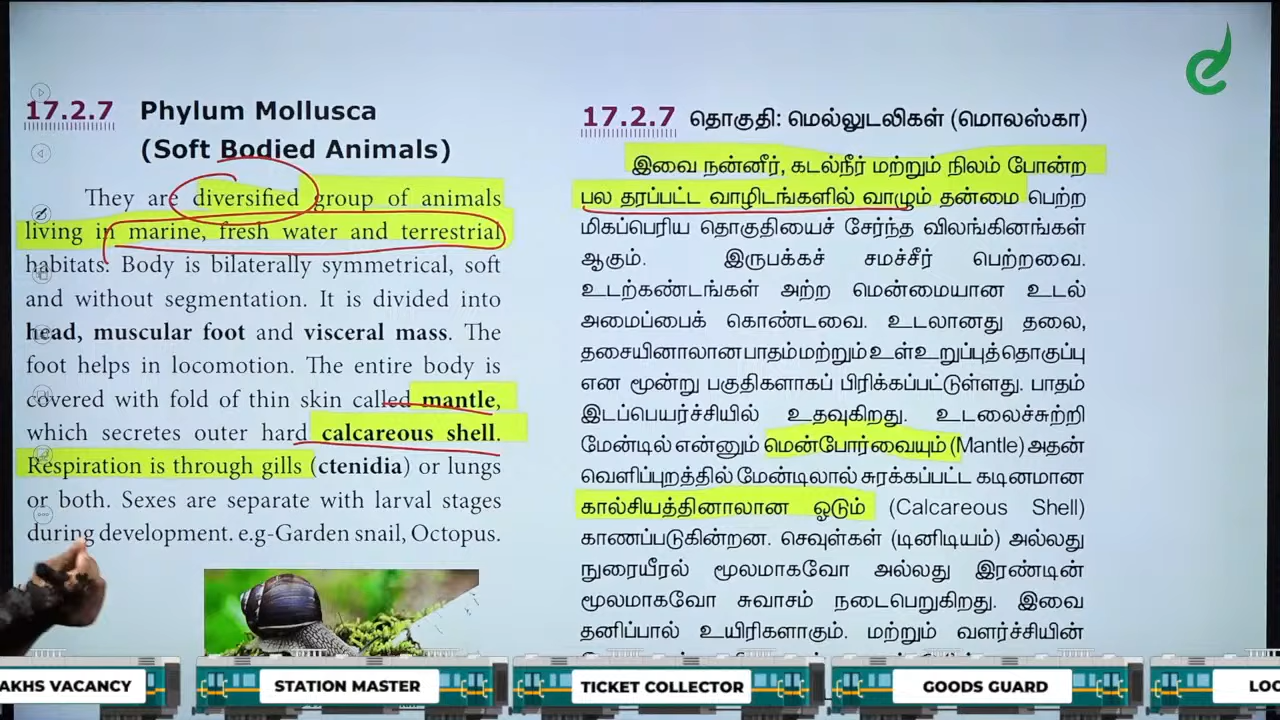 17.2.7 Phylum Mollusca
(Soft Bodied Animals)
They are diversified group of animals
living in marine, fresh water and terrestrial
habitats. Body is bilaterally symmetrical, soft
and without segmentation. It is divided into
head, muscular foot and visceral mass. The
foot helps in locomotion. The entire body is
covered with fold of thin skin called mantle,
which secretes outer hard calcareous shell.
Respiration is through gills (ctenidia) or lungs
or both. Sexes are separate with larval stages
during development. e.g-Garden snail, Octopus.
17.2.7 தொகுதி: மெல்லுடலிகள் (மொலஸ்கா)
இவை நன்னீர், கடல்நீர் மற்றும் நிலம் போன்ற
பல தரப்பட்ட வாழிடங்களில் வாழும் தன்மை பெற்ற
மிகப்பெரிய தொகுதியைச் சேர்ந்த விலங்கினங்கள்
ஆகும். இருபக்கச் சமச்சீர் பெற்றவை.
உடற்கண்டங்கள் அற்ற மென்மையான உடல்
அமைப்பைக் கொண்டவை. உடலானது தலை,
தசையினாலான பாதம் மற்றும் உள் உறுப்புத் தொகுப்பு
என மூன்று பகுதிகளாகப் பிரிக்கப்பட்டுள்ளது. பாதம்
இடப்பெயர்ச்சியில் உதவுகிறது. உடலைச்சுற்றி
மேன்டில் என்னும் மென்போர்வையும் (Mantle) அதன்
வெளிப்புறத்தில் மேன்டிலால் சுரக்கப்பட்ட கடினமான
கால்சியத்தினாலான ஓடும் (Calcareous Shell)
காணப்படுகின்றன. செவுள்கள் (டினிடியம்) அல்லது
நுரையீரல் மூலமாகவோ அல்லது இரண்டின்
மூலமாகவோ சுவாசம் நடைபெறுகிறது. இவை
தனிப்பால் உயிரிகளாகும். மற்றும் வளர்ச்சியின்
AKHS VACANCY
STATION MASTER
TICKET COLLECTOR
GOODS GUARD
LOC